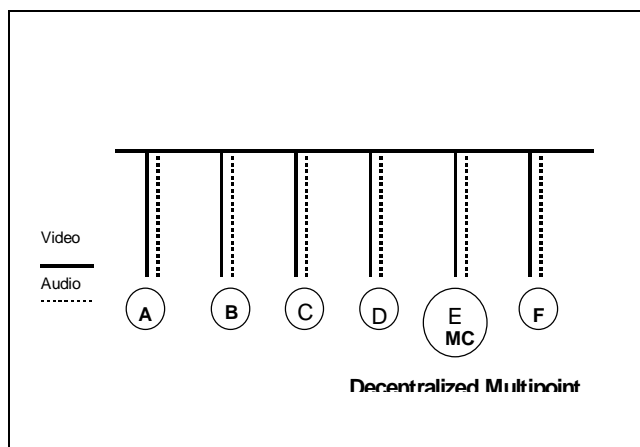 Video
Audio
A B C D E F
MC
Decentralized Multipoint